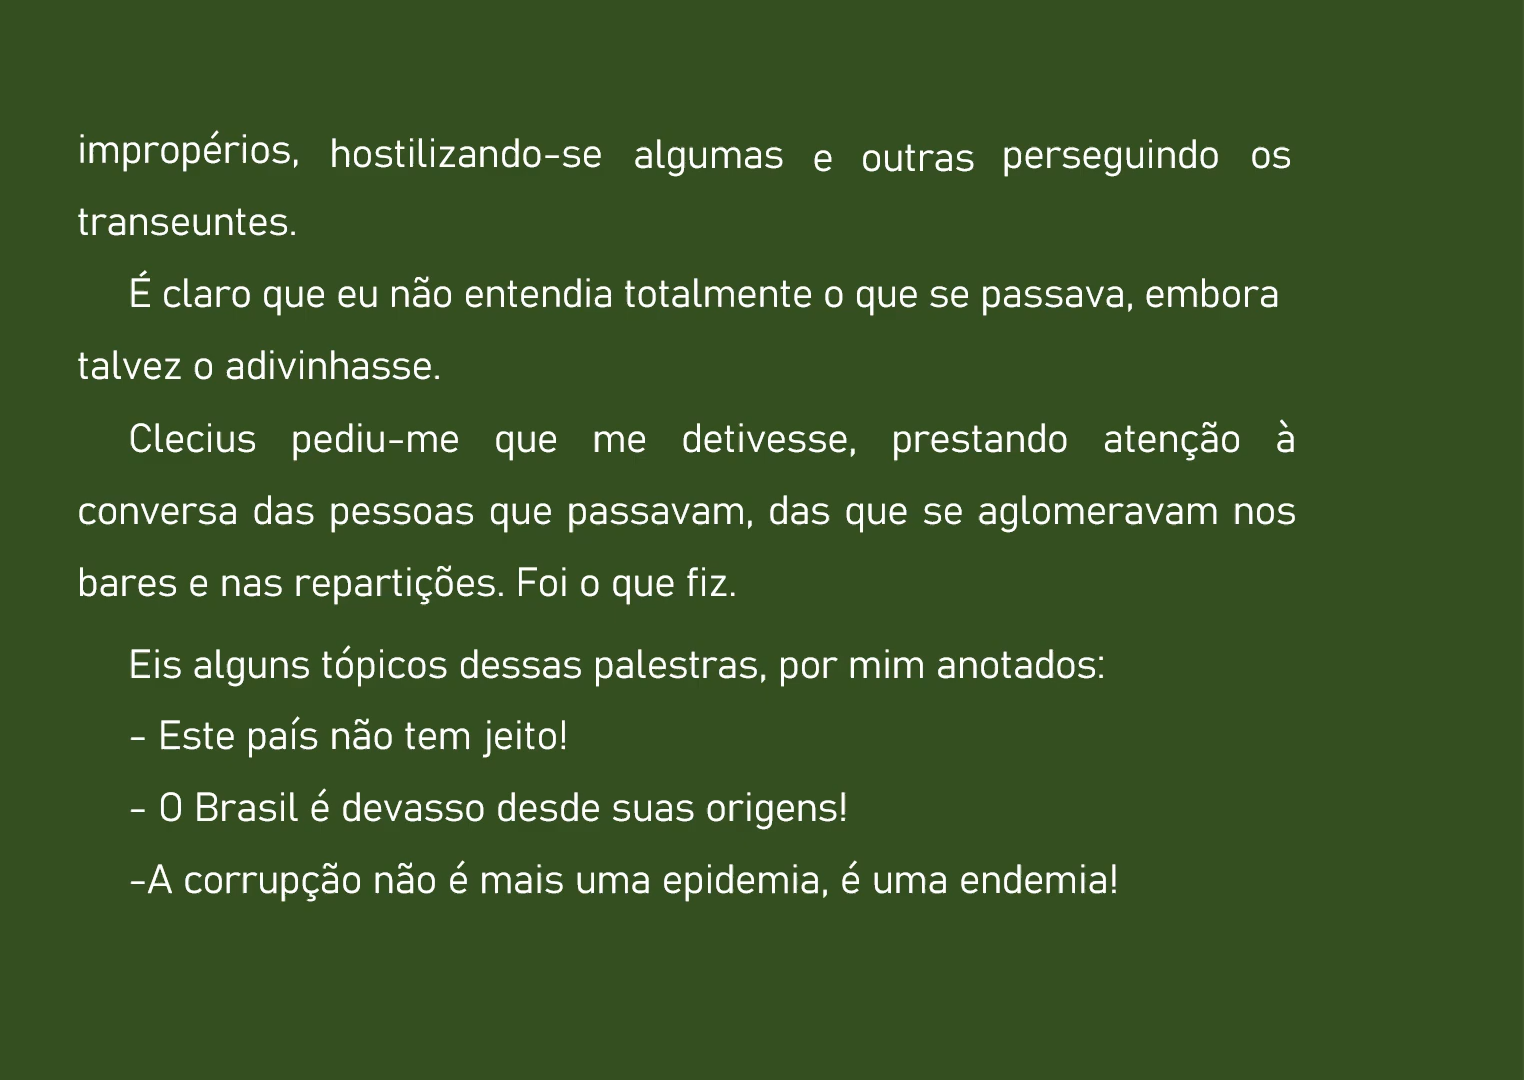 impropérios, hostilizando-se algumas e outras perseguindo os
transeuntes.
É claro que eu não entendia totalmente o que se passava, embora
talvez o adivinhasse.
Clecius pediu-me que me detivesse, prestando atenção à
conversa das pessoas que passavam, das que se aglomeravam nos
bares e nas repartições. Foi o que fiz.
Eis alguns tópicos dessas palestras, por mim anotados:
- Este país não tem jeito!
- O Brasil é devasso desde suas origens!
-A corrupção não é mais uma epidemia, é uma endemia!